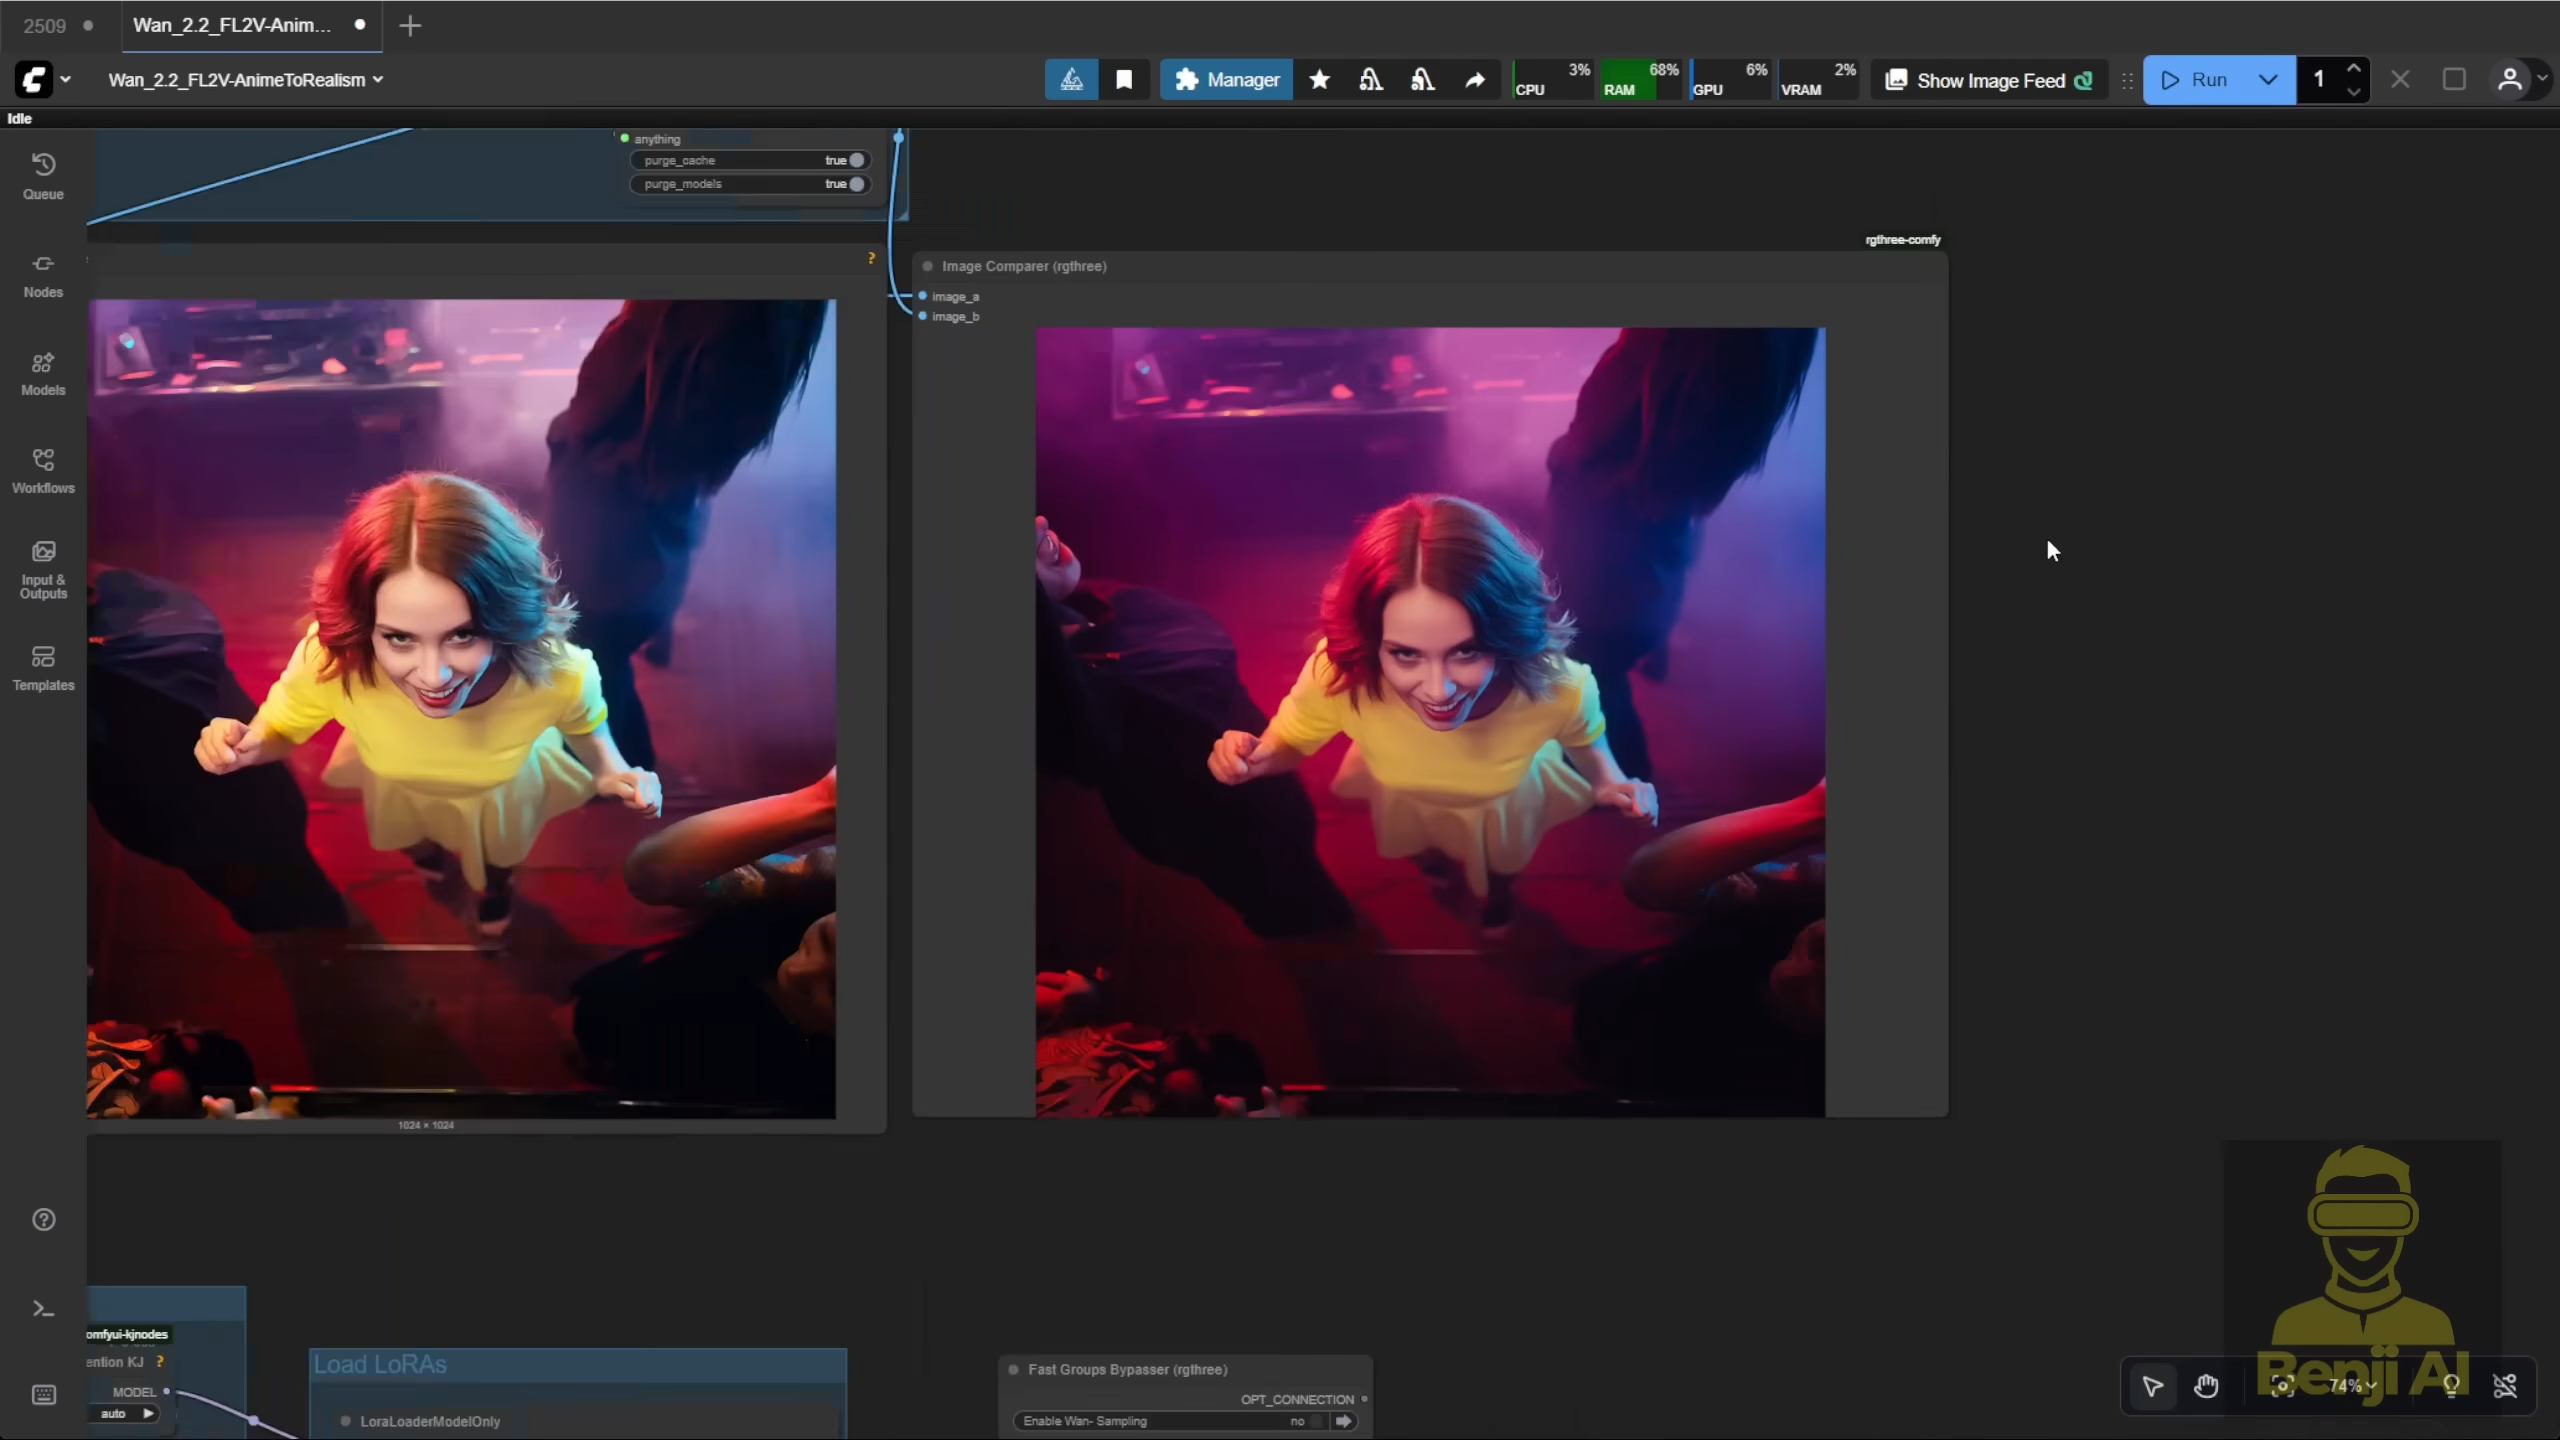 2509
Wan_2.2_FL2V-Anim...
Wan_2.2_FL2V-AnimeToRealism
Manager
CPU 3%
RAM 68%
GPU 6%
VRAM 2%
Show Image Feed
Run
1
Idle
Queue
Nodes
Models
Workflows
Input &
Outputs
Templates
anything
purge_cache true
purge_models true
?
rgthree-comfy
Image Comparer (rgthree)
image_a
image_b
1024 × 1024
omfyui-kjnodes
ention KJ ?
MODEL
auto
Load LoRAs
LoraLoaderModelOnly
Fast Groups Bypasser (rgthree)
OPT_CONNECTION
Enable Wan- Sampling no
Benji AI
74%